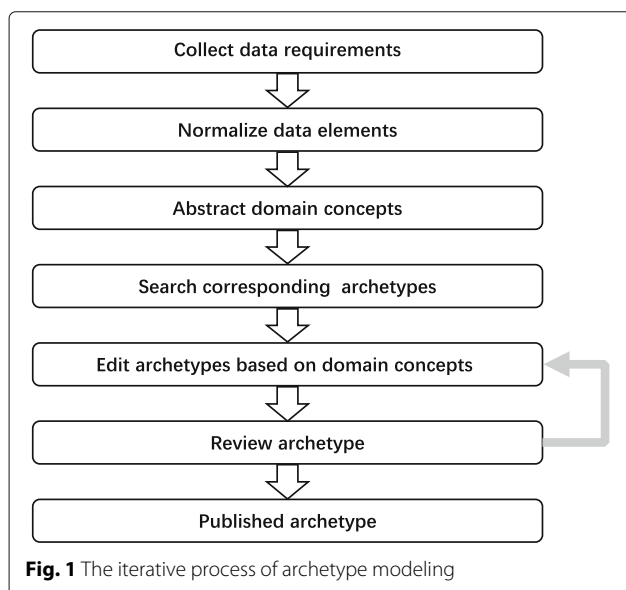 Collect data requirements
Normalize data elements
Abstract domain concepts
Search corresponding archetypes
Edit archetypes based on domain concepts
Review archetype
Published archetype
Fig. 1 The iterative process of archetype modeling